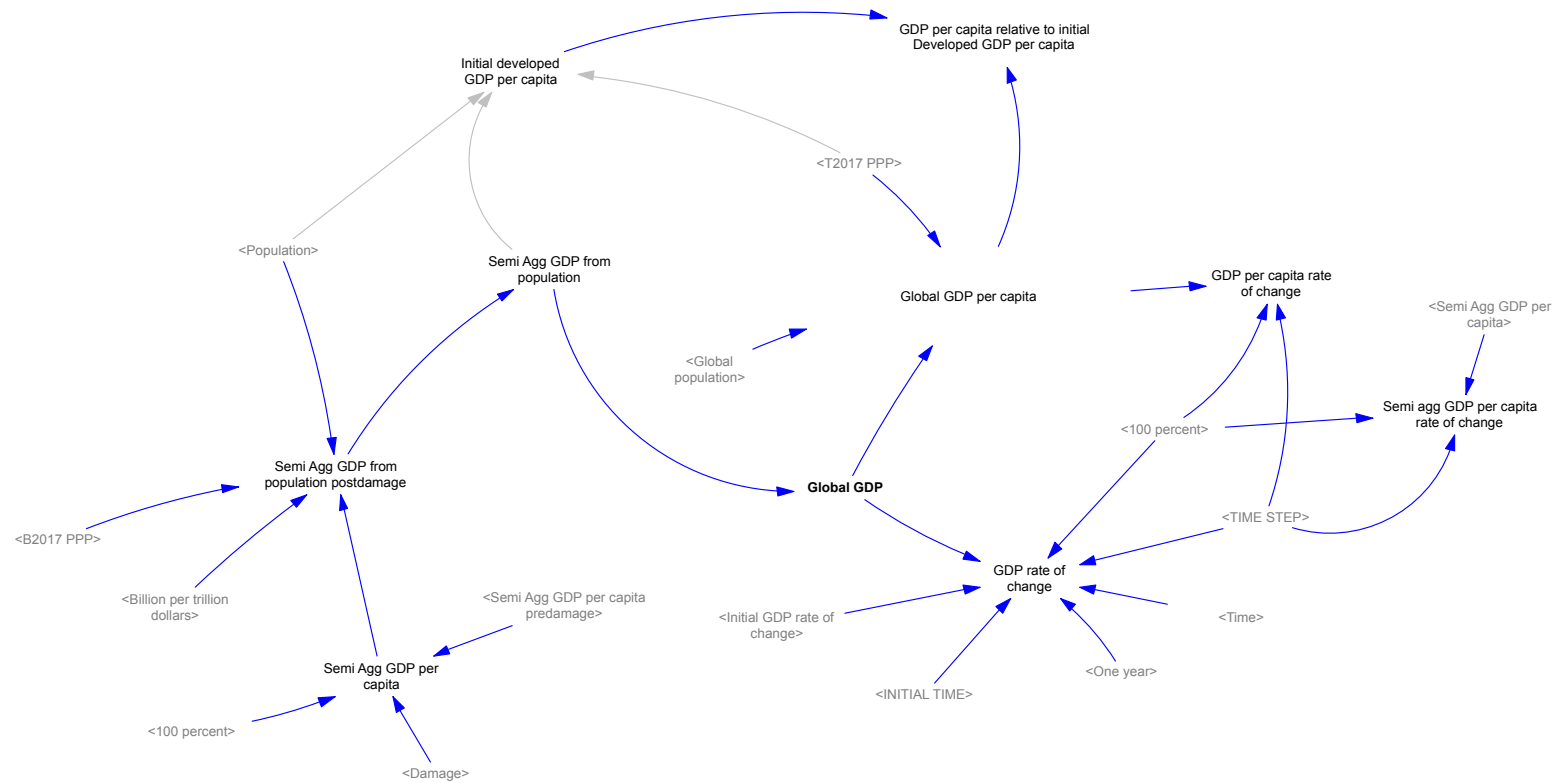 GDP per capita relative to initial
Developed GDP per capita
Initial developed
GDP per capita
<T2017 PPP>
<Population>
Semi Agg GDP from
population
Global GDP per capita
GDP per capita rate
of change
<Semi Agg GDP per
capita>
<Global
population>
Semi agg GDP per capita
rate of change
<100 percent>
Semi Agg GDP from
population postdamage
Global GDP
<TIME STEP>
<B2017 PPP>
GDP rate of
change
<Billion per trillion
dollars>
<Semi Agg GDP per capita
predamage>
<Initial GDP rate of
change>
<Time>
Semi Agg GDP per
capita
<One year>
<INITIAL TIME>
<100 percent>
<Damage>